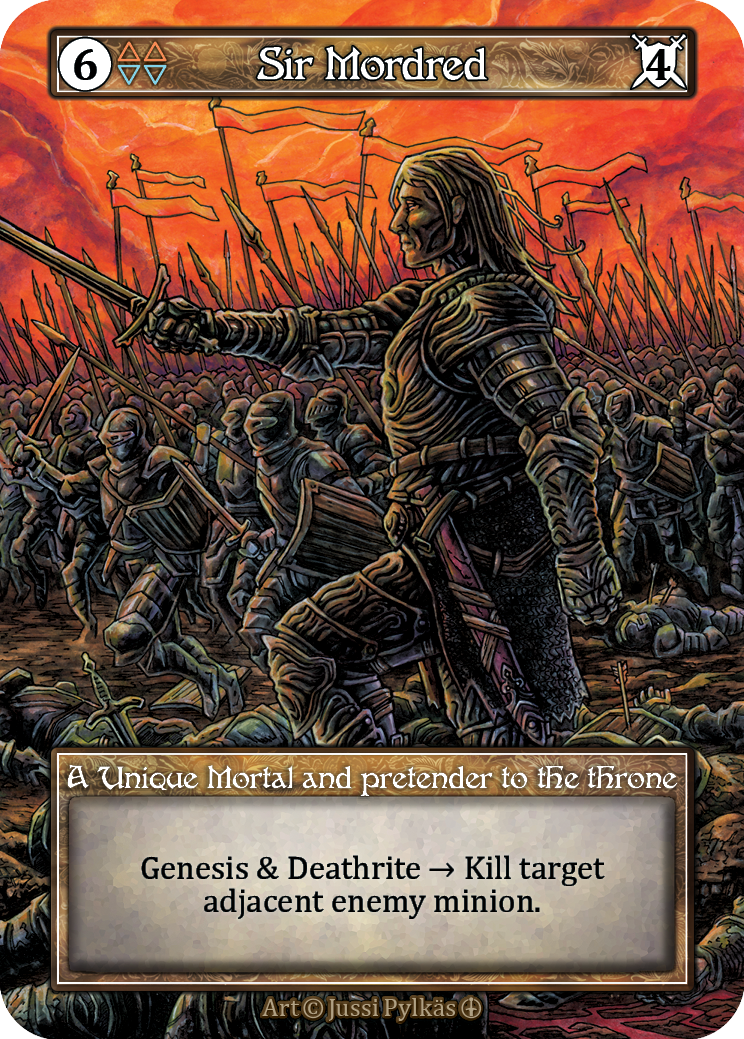 6
Sir Mordred
4
A Unique Mortal and pretender to the throne
Genesis & Deathrite → Kill target
adjacent enemy minion.
Art © Jussi Pylkäs